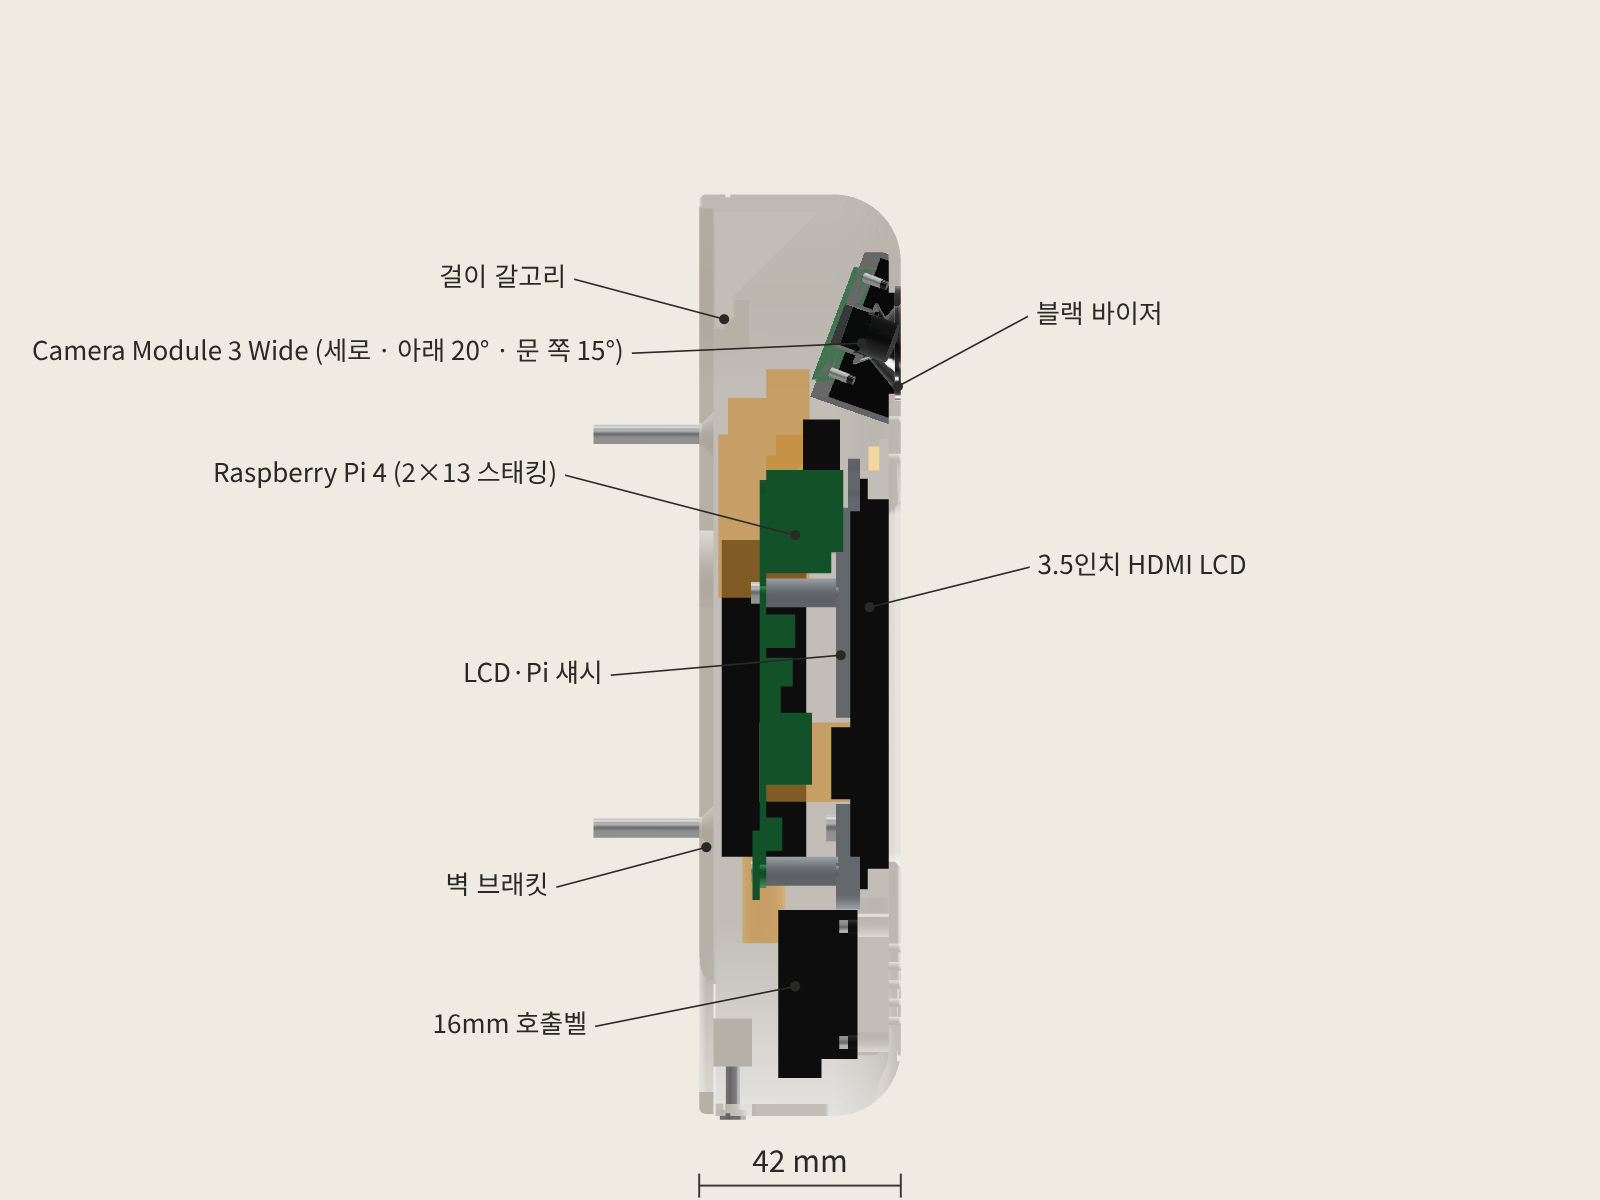 걸이 갈고리
블랙 바이저
Camera Module 3 Wide (세로 · 아래 20° · 문 쪽 15°)
Raspberry Pi 4 (2×13 스태킹)
3.5인치 HDMI LCD
LCD·Pi 섀시
벽 브래킷
16mm 호출벨
42 mm